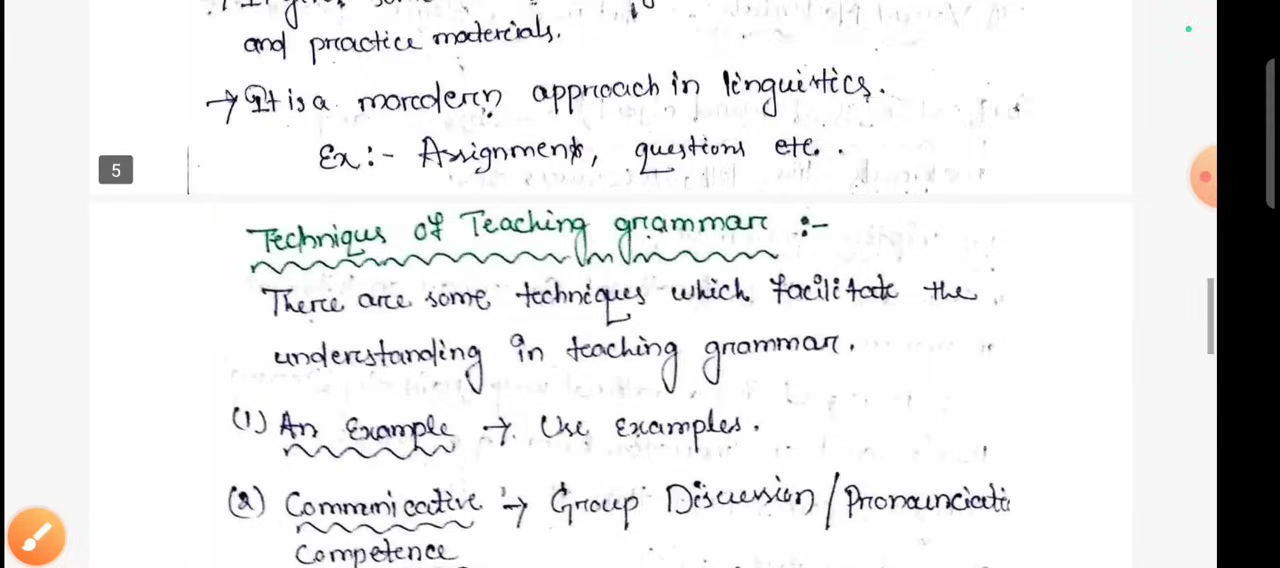 and practice materials.
→ It is a morodern approach in linguistics.
Ex :- Assignments, questions etc.
5
Techniqus of Teaching grammar :-
There are some techniques which facilitate the
understanding in teaching grammar.
(1) An Example → Use examples.
(2) Communicative → Group Discussion / Pronounciati
Competence